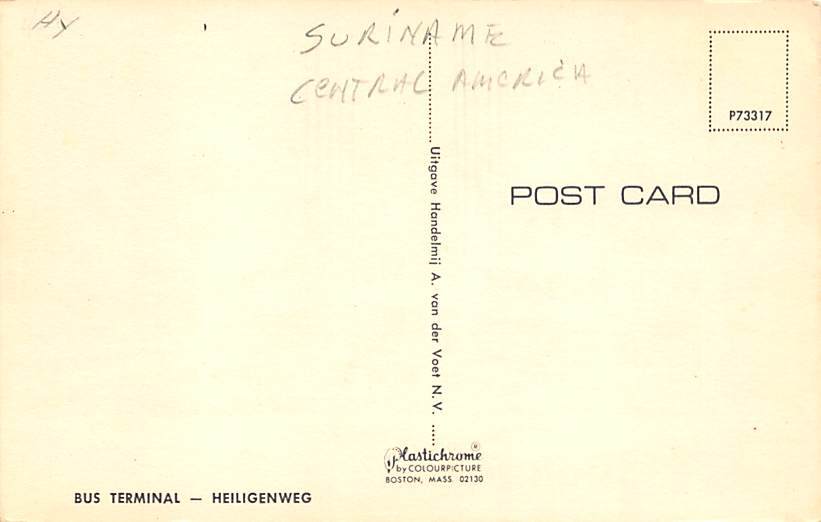 Hy
SURINAME
CENTRAL AMERICA
P73317
POST CARD
Uitgave Handelmij A. van der Voet N.V.
Plastichrome ®
by COLOURPICTURE
BOSTON, MASS. 02130
BUS TERMINAL — HEILIGENWEG